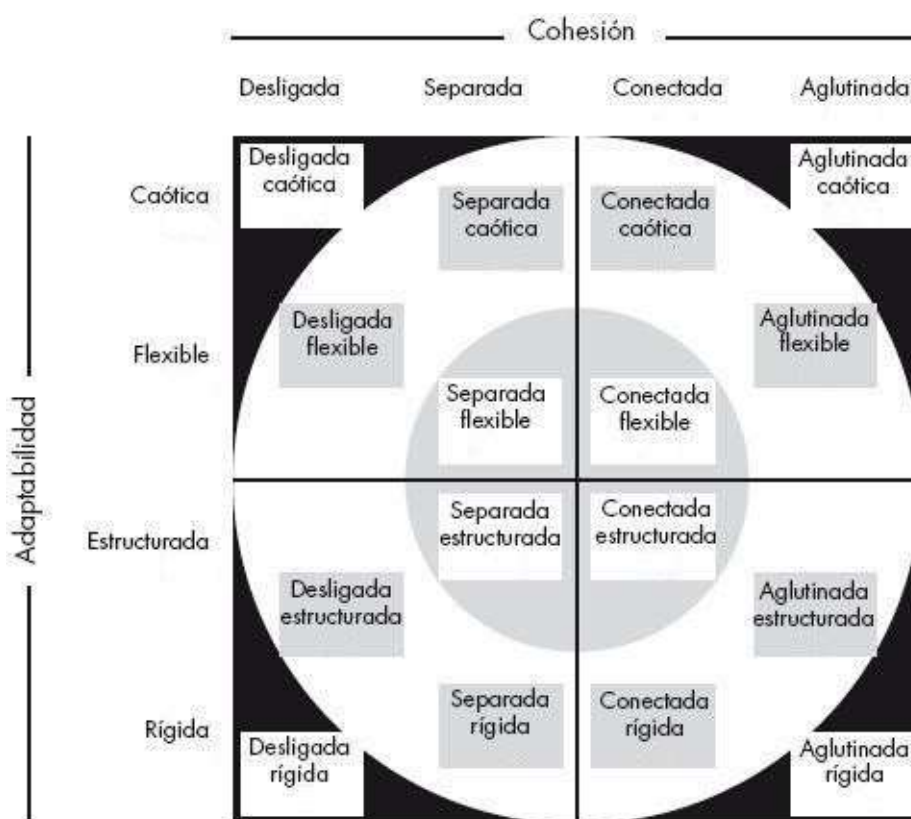 Cohesión
Desligada Separada Conectada Aglutinada
Adaptabilidad
Caótica
Desligada
caótica
Separada
caótica
Conectada
caótica
Aglutinada
caótica
Flexible
Desligada
flexible
Separada
flexible
Conectada
flexible
Aglutinada
flexible
Estructurada
Desligada
estructurada
Separada
estructurada
Conectada
estructurada
Aglutinada
estructurada
Rígida
Desligada
rígida
Separada
rígida
Conectada
rígida
Aglutinada
rígida